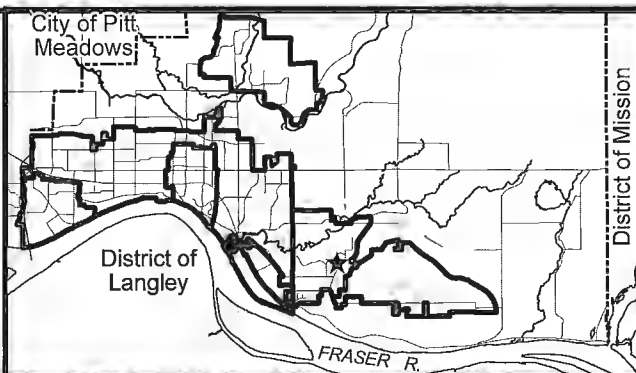 City of Pitt
Meadows
District of Mission
District of
Langley
FRASER R.